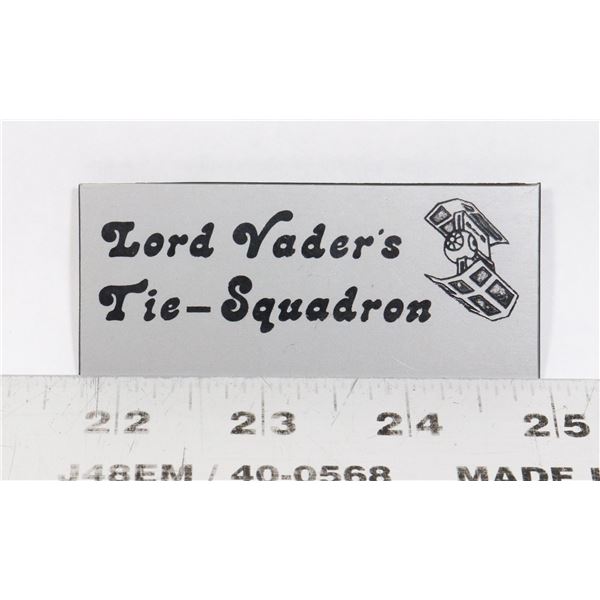 Lord Vader's
Tie-Squadron
22 23 24 25
J48EM / 40-0568 MADE